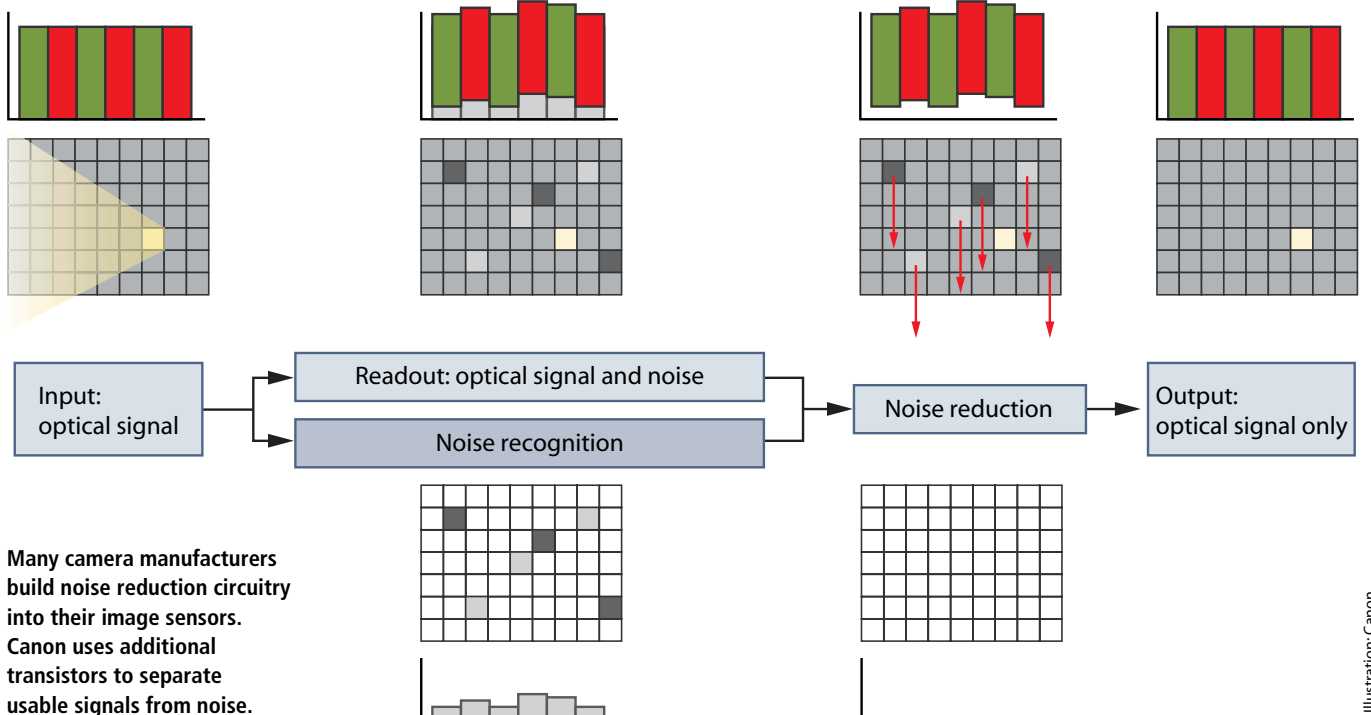 Input:
optical signal
Readout: optical signal and noise
Noise recognition
Noise reduction
Output:
optical signal only
Many camera manufacturers
build noise reduction circuitry
into their image sensors.
Canon uses additional
transistors to separate
usable signals from noise.
Illustration: Canon